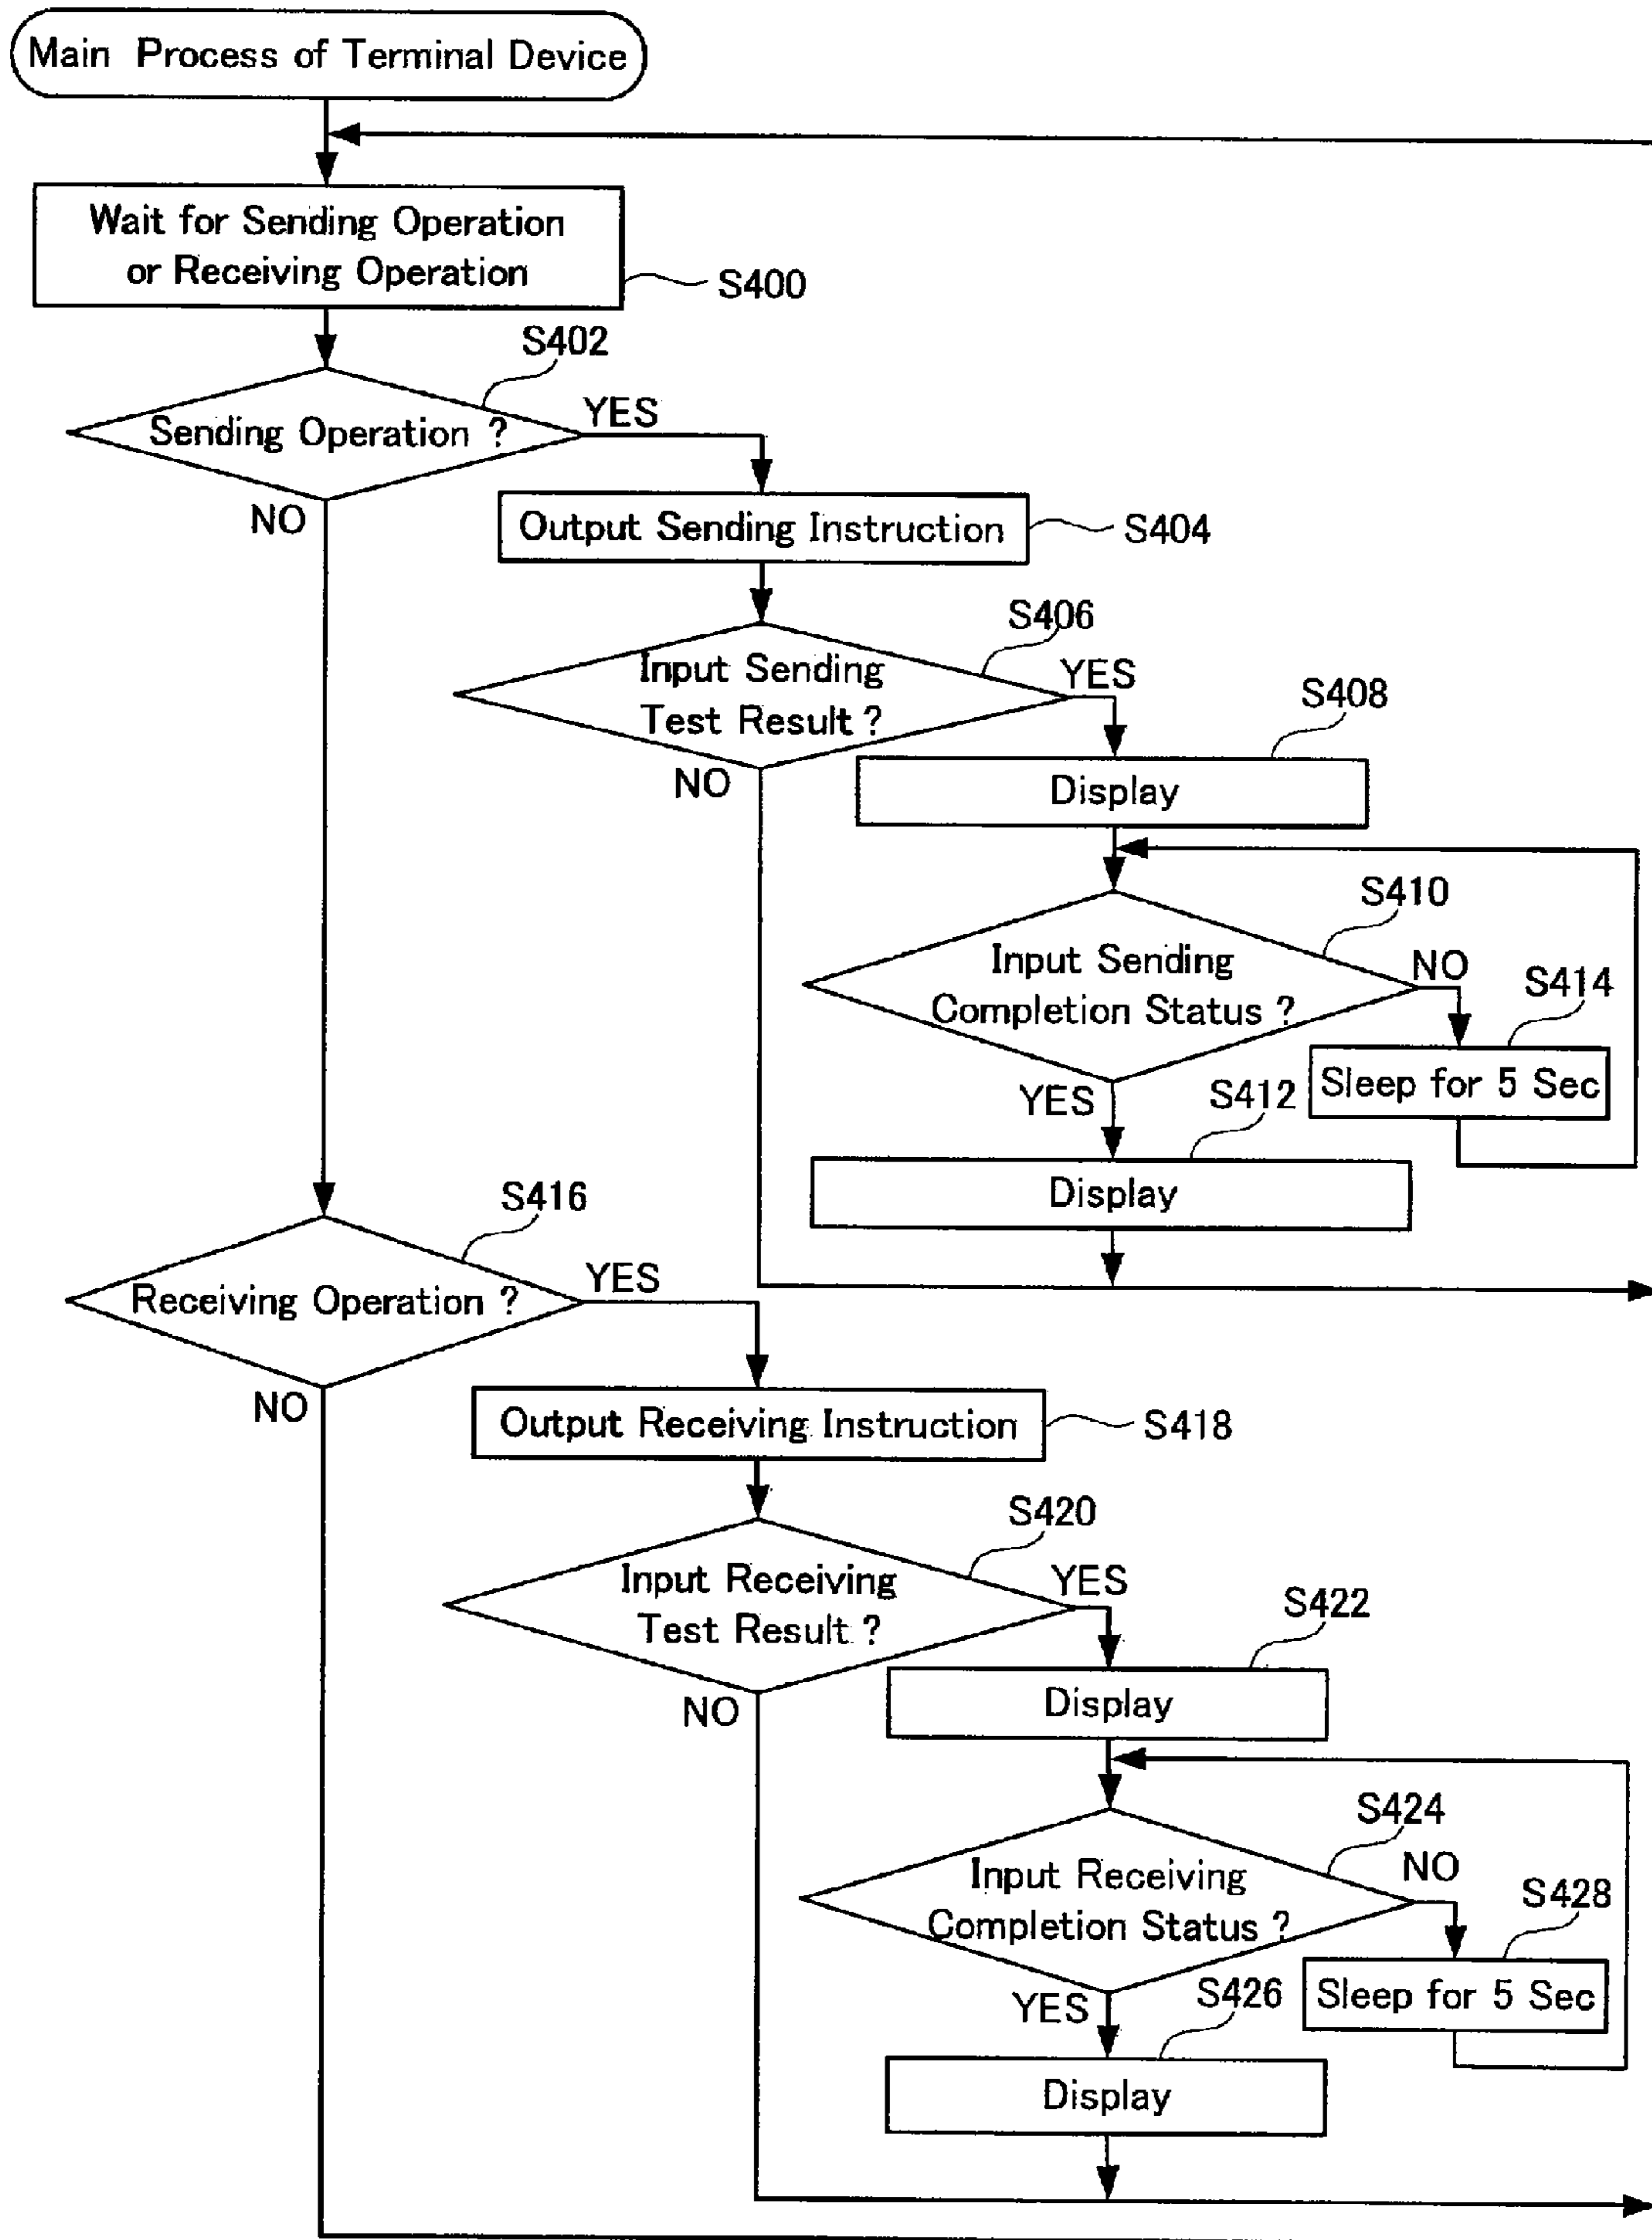 Main Process of Terminal Device
Wait for Sending Operation
or Receiving Operation
S400
S402
Sending Operation ?
YES
NO
Output Sending Instruction
S404
S406
Input Sending
Test Result ?
YES
NO
S408
Display
S410
Input Sending
Completion Status ?
NO
S414
Sleep for 5 Sec
YES
S412
Display
S416
Receiving Operation ?
YES
NO
Output Receiving Instruction
S418
S420
Input Receiving
Test Result ?
YES
NO
S422
Display
S424
Input Receiving
Completion Status ?
NO
S428
Sleep for 5 Sec
YES
S426
Display